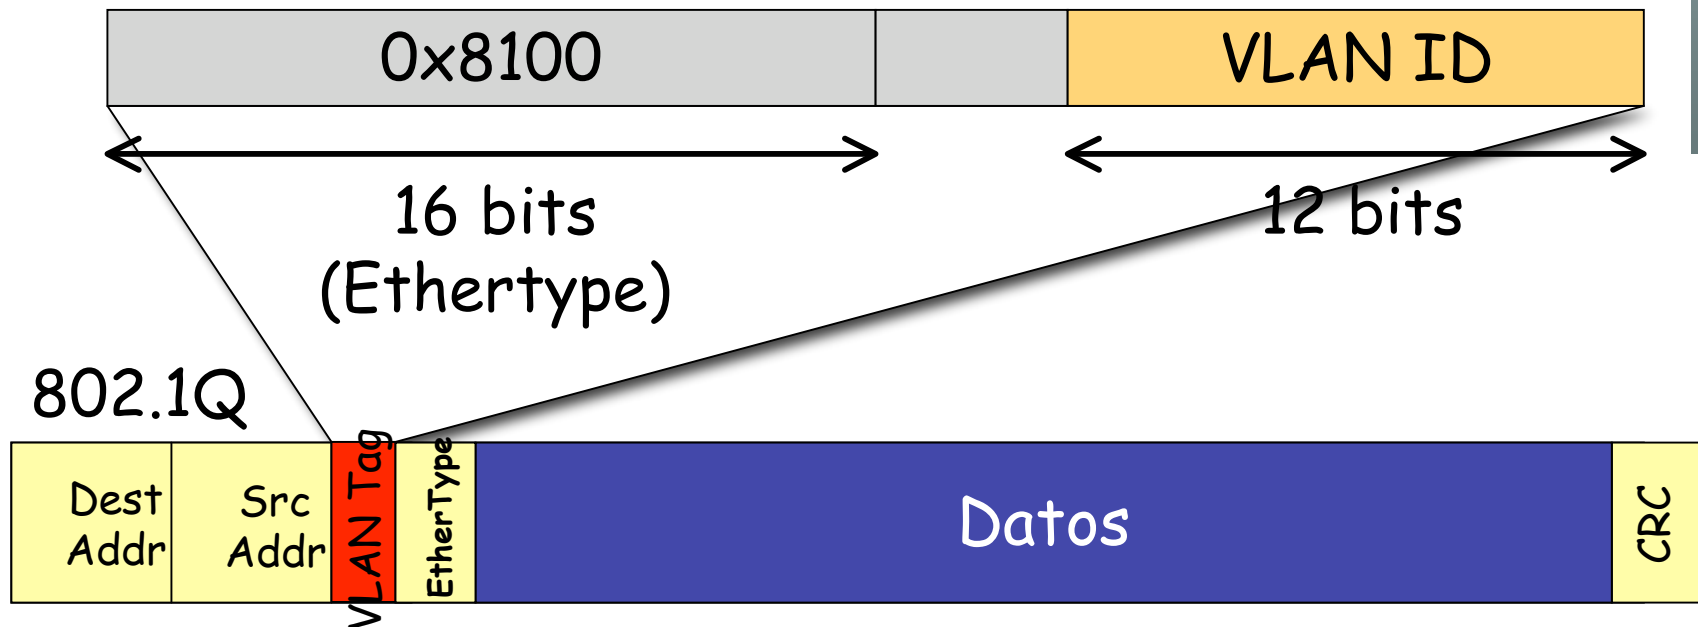 0x8100
VLAN ID
16 bits
(Ethertype)
12 bits
802.1Q
Dest
Addr
Src
Addr
VLAN Tag
EtherType
Datos
CRC